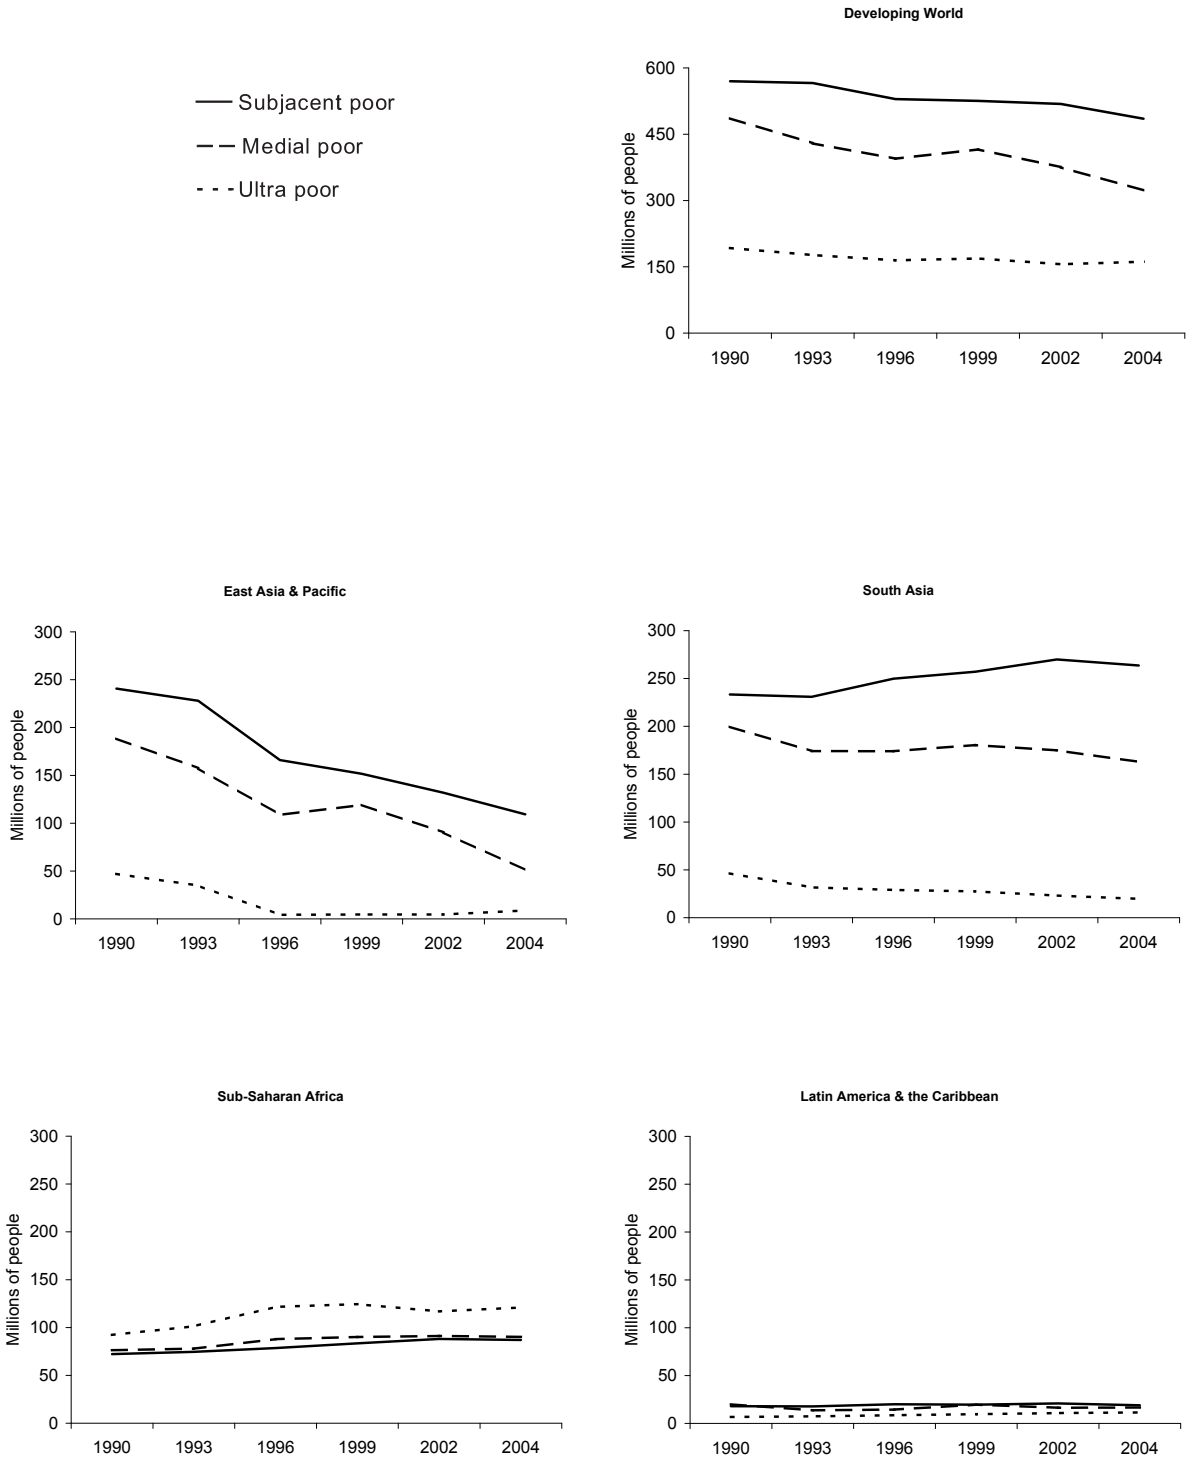 Developing World
Subjacent poor
Medial poor
Ultra poor
Millions of people
600
450
300
150
0
1990 1993 1996 1999 2002 2004
East Asia & Pacific
Millions of people
300
250
200
150
100
50
0
1990 1993 1996 1999 2002 2004
South Asia
Millions of people
300
250
200
150
100
50
0
1990 1993 1996 1999 2002 2004
Sub-Saharan Africa
Millions of people
300
250
200
150
100
50
0
1990 1993 1996 1999 2002 2004
Latin America & the Caribbean
Millions of people
300
250
200
150
100
50
0
1990 1993 1996 1999 2002 2004